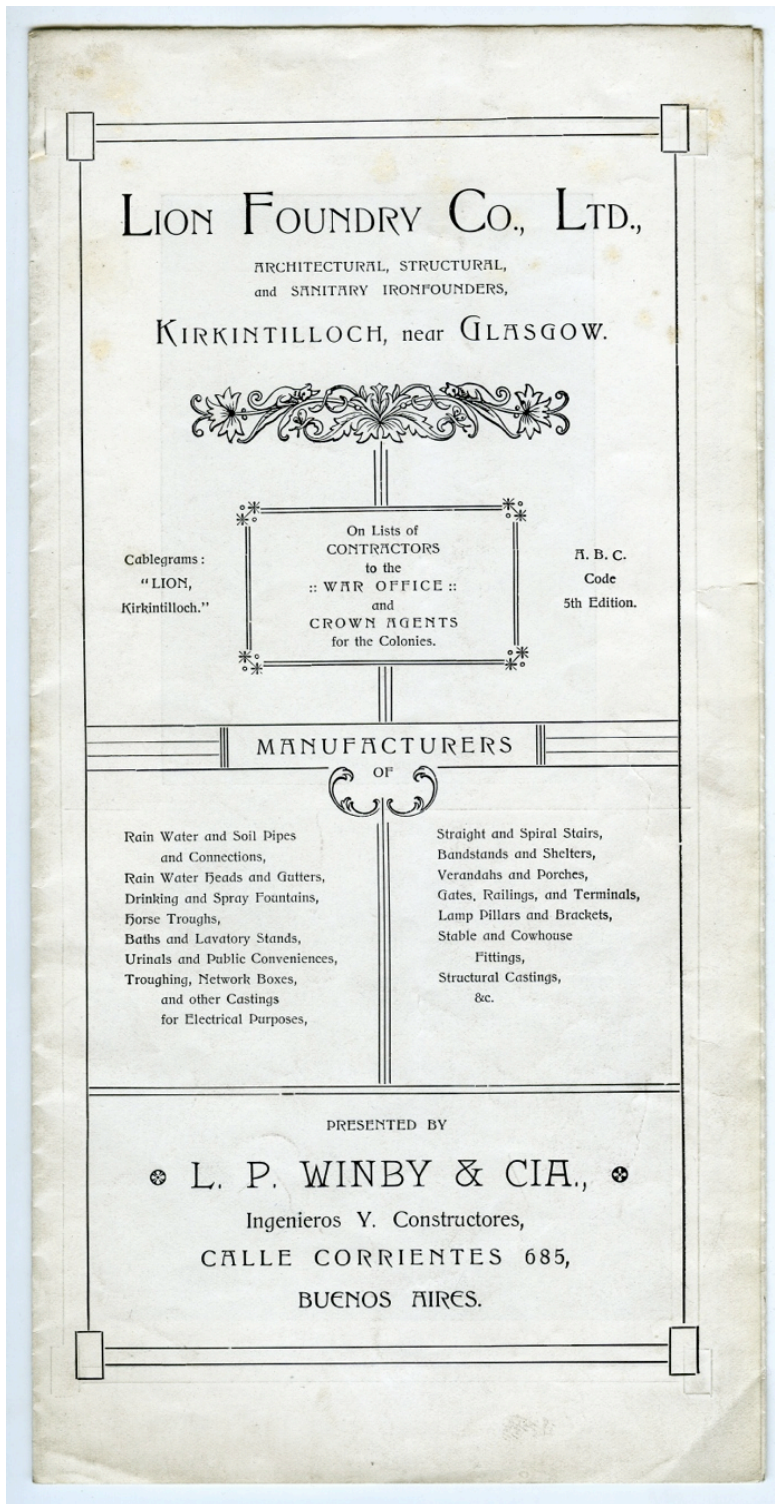 LION FOUNDRY CO., LTD.,
ARCHITECTURAL, STRUCTURAL,
and SANITARY IRONFOUNDERS,
KIRKINTILLOCH, near GLASGOW.
Cablegrams :
"LION,
Kirkintilloch."
On Lists of
CONTRACTORS
to the
:: WAR OFFICE ::
and
CROWN AGENTS
for the Colonies.
A. B. C.
Code
5th Edition.
MANUFACTURERS
OF
Rain Water and Soil Pipes
and Connections,
Rain Water Heads and Gutters,
Drinking and Spray Fountains,
Horse Troughs,
Baths and Lavatory Stands,
Urinals and Public Conveniences,
Troughing, Network Boxes,
and other Castings
for Electrical Purposes,
Straight and Spiral Stairs,
Bandstands and Shelters,
Verandahs and Porches,
Gates, Railings, and Terminals,
Lamp Pillars and Brackets,
Stable and Cowhouse
Fittings,
Structural Castings,
&c.
PRESENTED BY
L. P. WINBY & CIA.,
Ingenieros Y. Constructores,
CALLE CORRIENTES 685,
BUENOS AIRES.